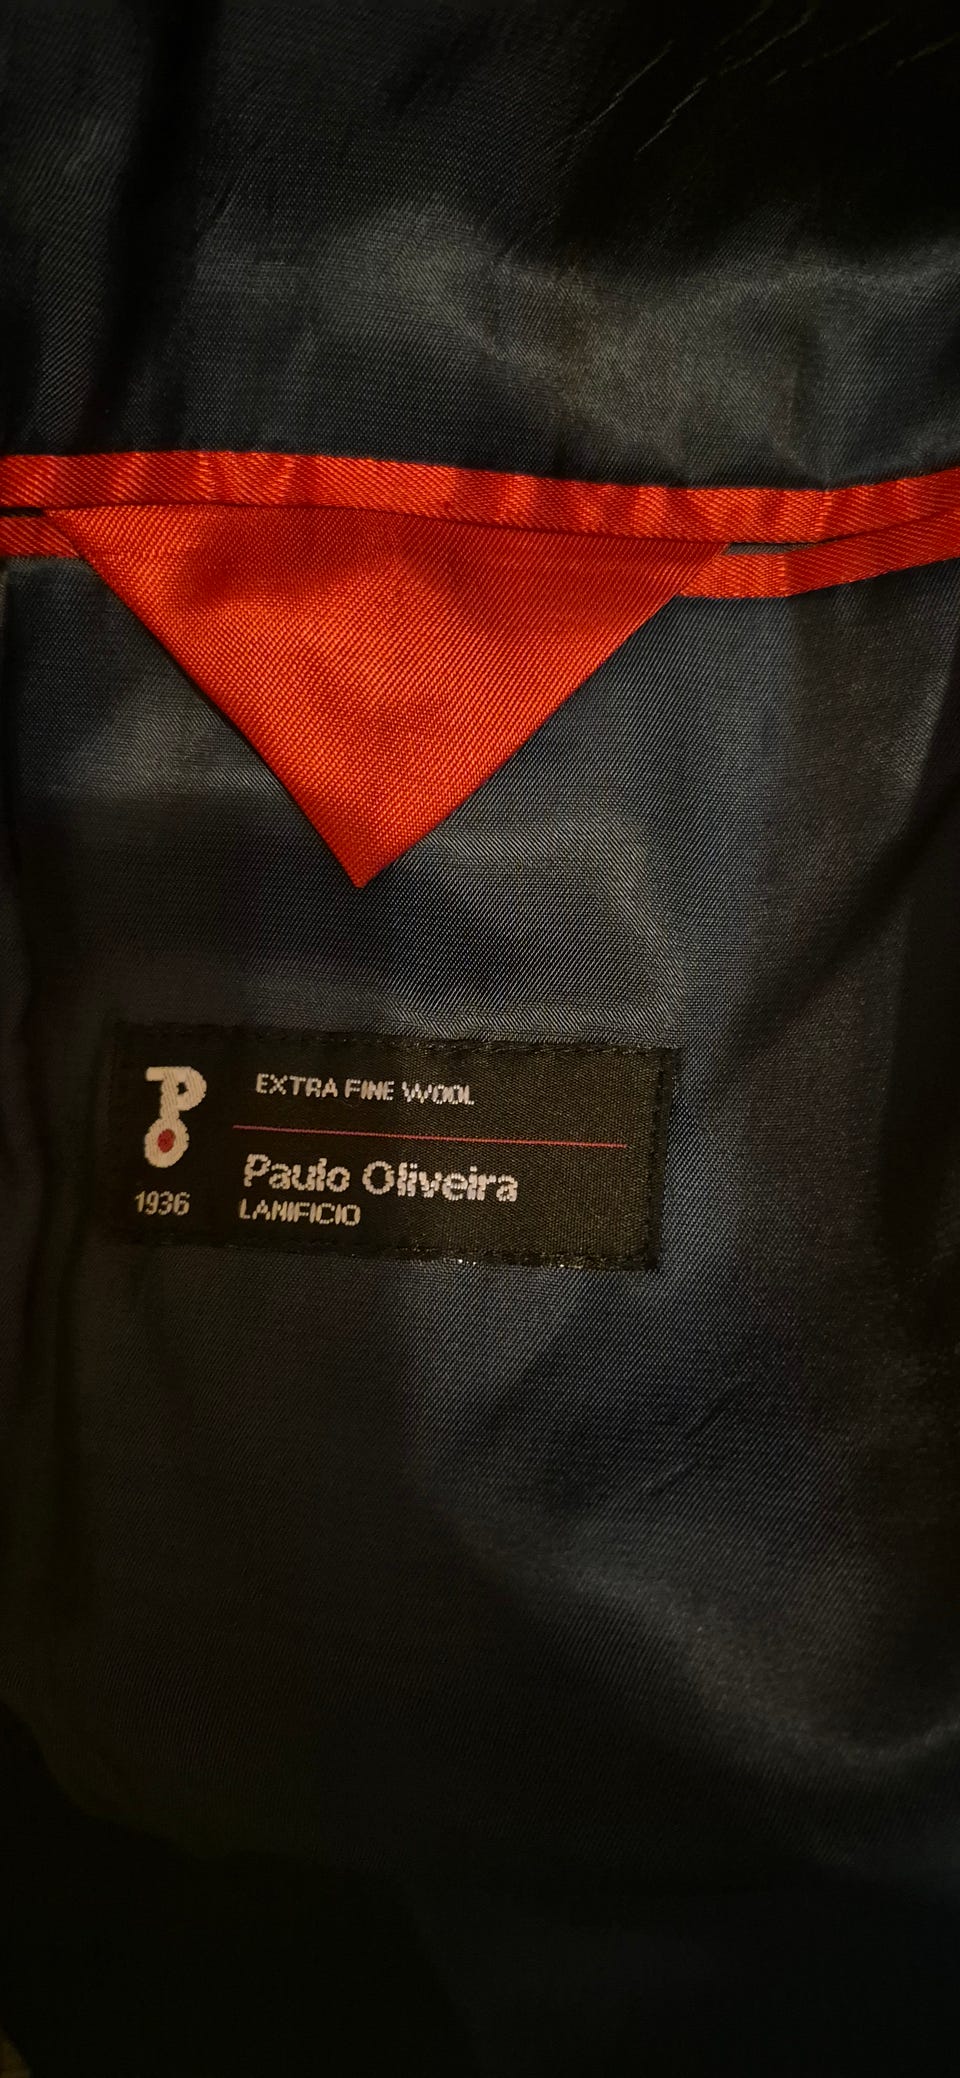 EXTRA FINE WOOL
Paulo Oliveira
LANIFICIO
1936